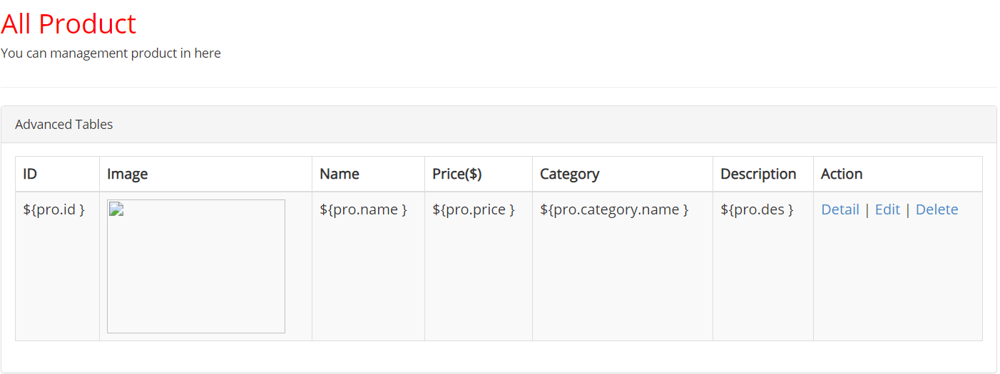 All Product
You can management product in here
Advanced Tables
ID Image Name Price($) Category Description Action
${pro.id } ${pro.name } ${pro.price } ${pro.category.name } ${pro.des } Detail | Edit | Delete